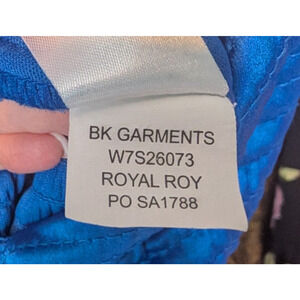 BK GARMENTS
W7S26073
ROYAL ROY
PO SA1788